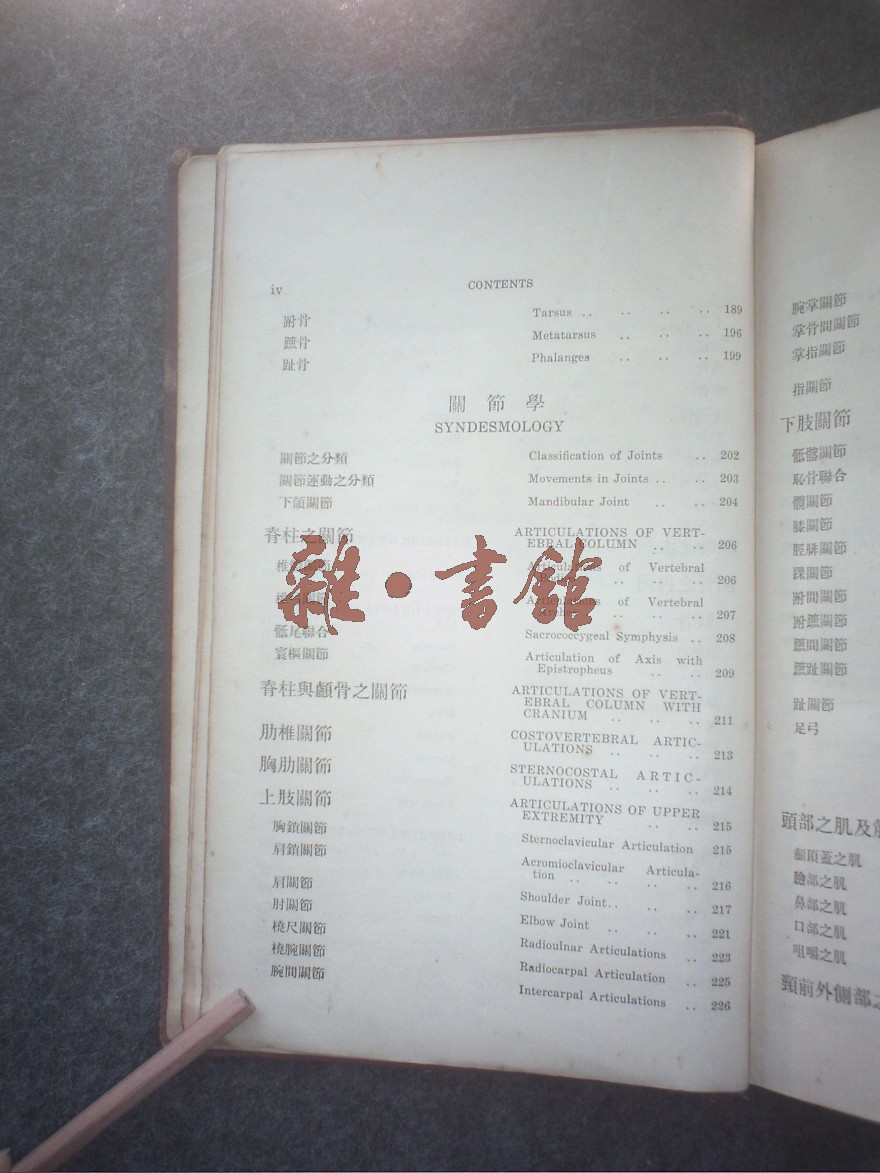 iv CONTENTS
跗骨 Tarsus .. .. .. .. 189
蹠骨 Metatarsus .. .. .. 196
趾骨 Phalanges .. .. .. 199
關節學
SYNDESMOLOGY
關節之分類 Classification of Joints .. 202
關節運動之分類 Movements in Joints .. .. 203
下頜關節 Mandibular Joint .. .. 204
脊柱之關節 ARTICULATIONS OF VERT-
EBRAL COLUMN .. .. 206
Articulations of Vertebral
.. .. .. 206
Articulations of Vertebral
.. .. .. 207
骶尾聯合 Sacrococcygeal Symphysis .. 208
寰樞關節 Articulation of Axis with
Epistropheus .. .. 209
脊柱與顱骨之關節 ARTICULATIONS OF VERT-
EBRAL COLUMN WITH
CRANIUM .. .. .. 211
肋椎關節 COSTOVERTEBRAL ARTIC-
ULATIONS .. .. .. 213
胸肋關節 STERNOCOSTAL ARTIC-
ULATIONS .. .. .. 214
上肢關節 ARTICULATIONS OF UPPER
EXTREMITY .. .. 215
胸鎖關節 Sternoclavicular Articulation 215
肩鎖關節 Acromioclavicular Articula-
tion .. .. .. .. 216
肩關節 Shoulder Joint.. .. .. 217
肘關節 Elbow Joint .. .. .. 221
橈尺關節 Radioulnar Articulations .. 223
橈腕關節 Radiocarpal Articulation .. 225
腕間關節 Intercarpal Articulations .. 226
雜·書館
腕掌關節
掌骨間關節
掌指關節
指關節
下肢關節
骶髂關節
恥骨聯合
髖關節
膝關節
脛腓關節
踝關節
跗間關節
跗蹠關節
蹠間關節
蹠趾關節
趾關節
足弓
頭部之肌及
顱頂蓋之肌
臉部之肌
鼻部之肌
口部之肌
咀嚼之肌
頸前外側部之